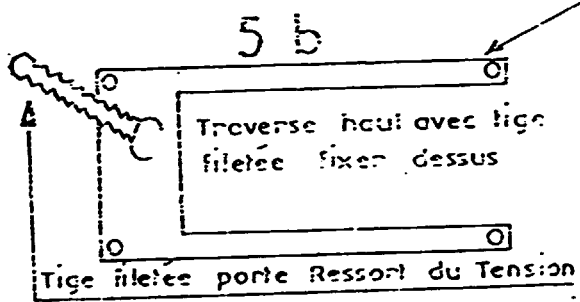 5 b
Traverse haut avec tige
filetée fixer dessus
Tige filetée porte Ressort du Tension